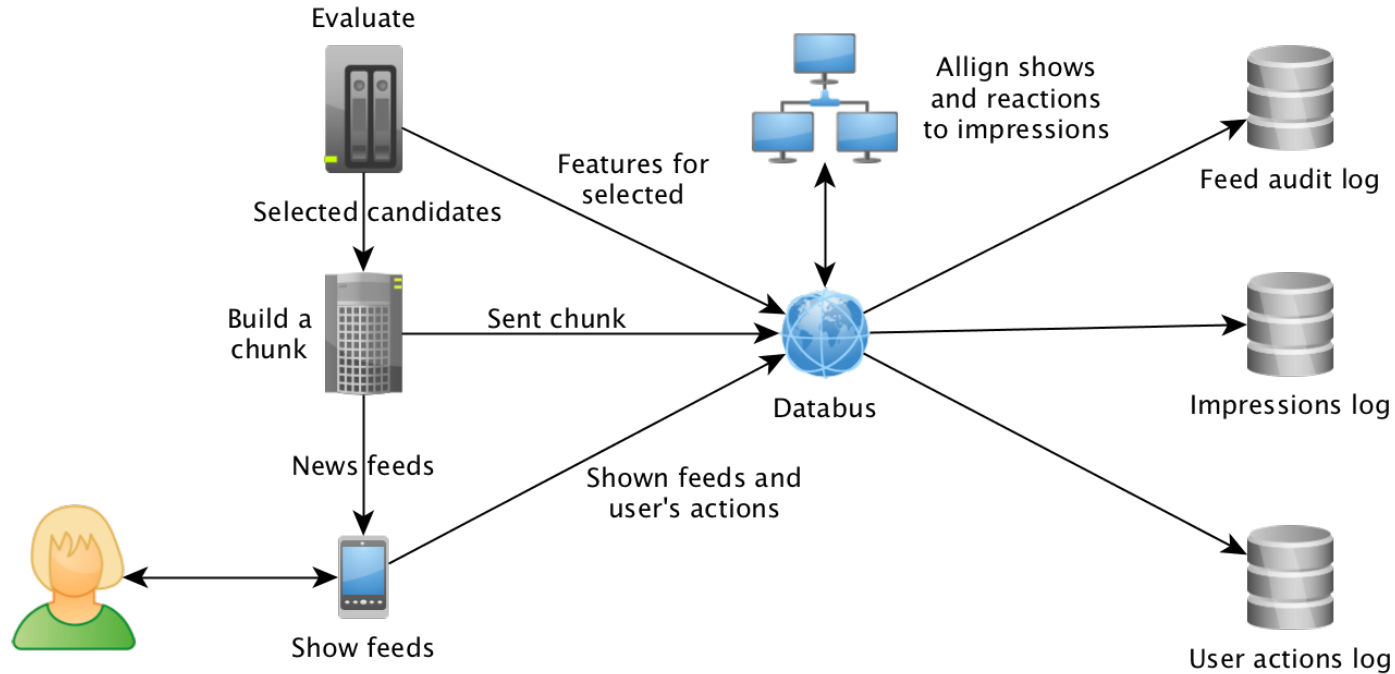 Evaluate
Allign shows
and reactions
to impressions
Features for
selected
Feed audit log
Selected candidates
Build a
chunk
Sent chunk
Databus
Impressions log
News feeds
Shown feeds and
user's actions
Show feeds
User actions log